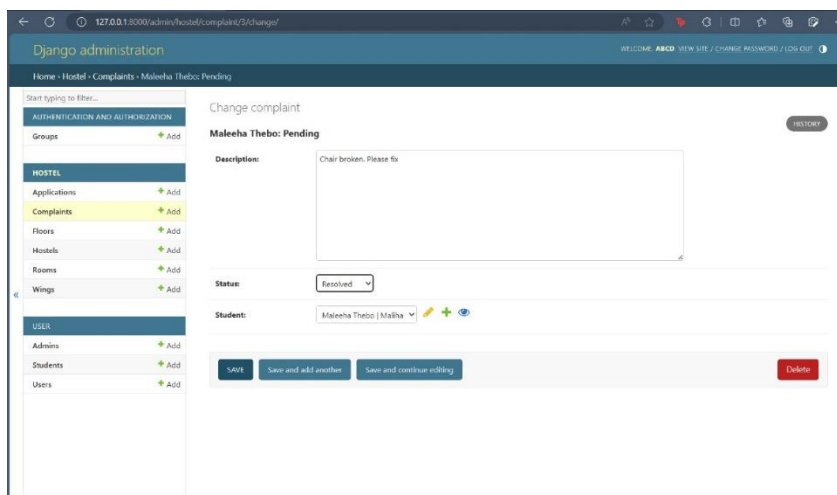 127.0.0.1:8000/admin/hostel/complaint/3/change/
Django administration
WELCOME, ABCD. VIEW SITE / CHANGE PASSWORD / LOG OUT
Home › Hostel › Complaints › Maleeha Thebo: Pending
Start typing to filter...
AUTHENTICATION AND AUTHORIZATION
Groups + Add
HOSTEL
Applications + Add
Complaints + Add
Floors + Add
Hostels + Add
Rooms + Add
Wings + Add
USER
Admins + Add
Students + Add
Users + Add
«
Change complaint
HISTORY
Maleeha Thebo: Pending
Description:
Chair broken. Please fix
Status:
Resolved
Student:
Maleeha Thebo | Maliha
SAVE
Save and add another
Save and continue editing
Delete